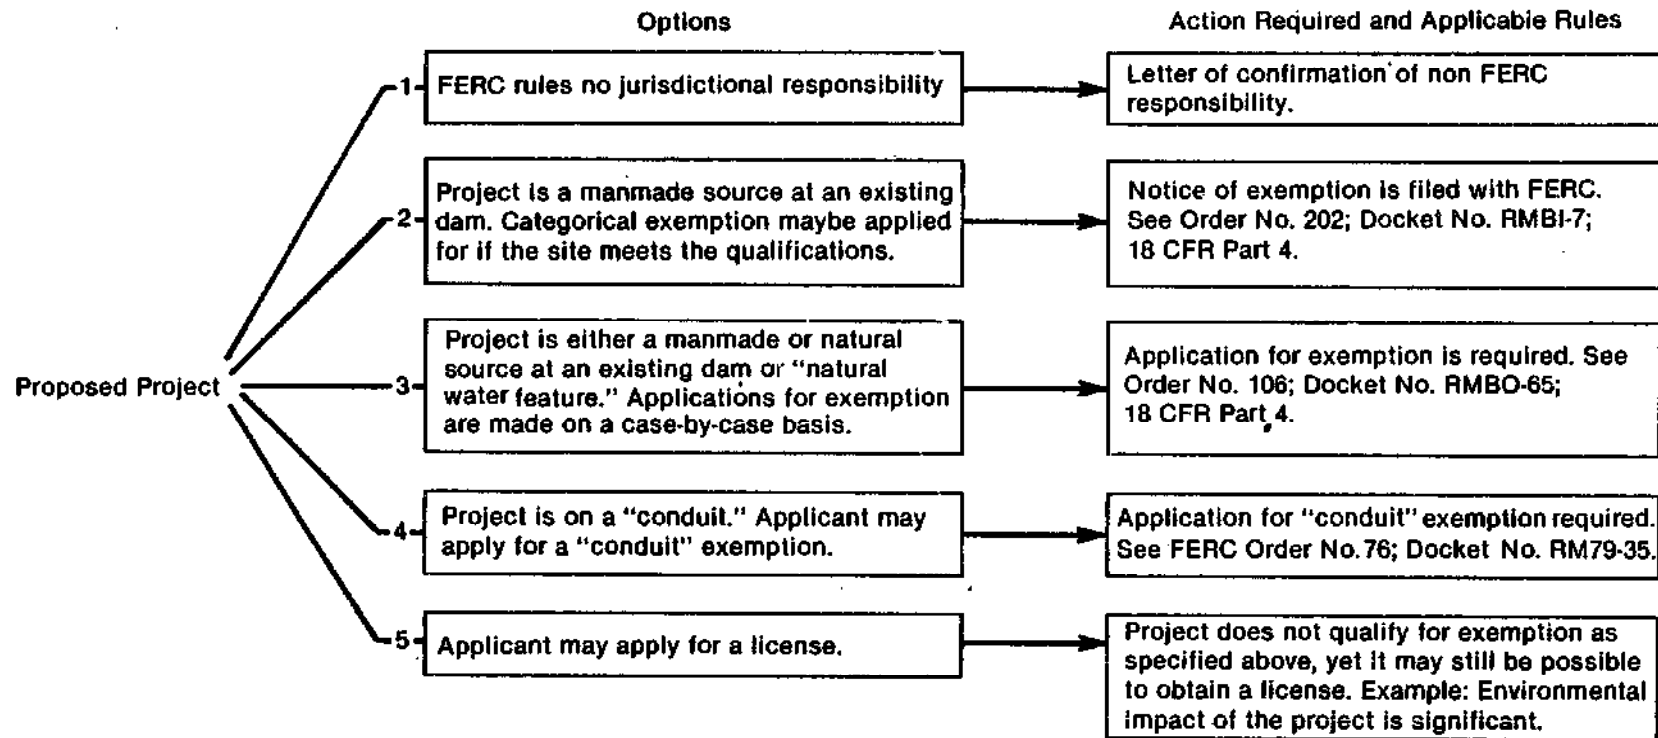 Options
Action Required and Applicable Rules
Proposed Project
1
FERC rules no jurisdictional responsibility
Letter of confirmation of non FERC
responsibility.
2
Project is a manmade source at an existing
dam. Categorical exemption maybe applied
for if the site meets the qualifications.
Notice of exemption is filed with FERC.
See Order No. 202; Docket No. RMBI-7;
18 CFR Part 4.
3
Project is either a manmade or natural
source at an existing dam or “natural
water feature.” Applications for exemption
are made on a case-by-case basis.
Application for exemption is required. See
Order No. 106; Docket No. RMBO-65;
18 CFR Part 4.
4
Project is on a “conduit.” Applicant may
apply for a “conduit” exemption.
Application for “conduit” exemption required.
See FERC Order No. 76; Docket No. RM79-35.
5
Applicant may apply for a license.
Project does not qualify for exemption as
specified above, yet it may still be possible
to obtain a license. Example: Environmental
impact of the project is significant.